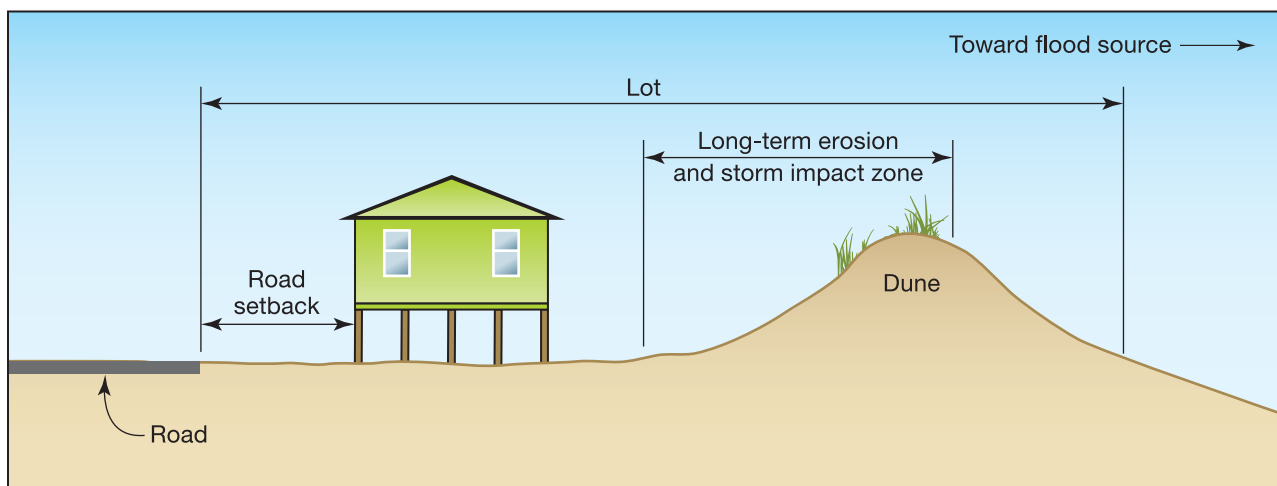 Toward flood source
Lot
Long-term erosion
and storm impact zone
Road
setback
Dune
Road